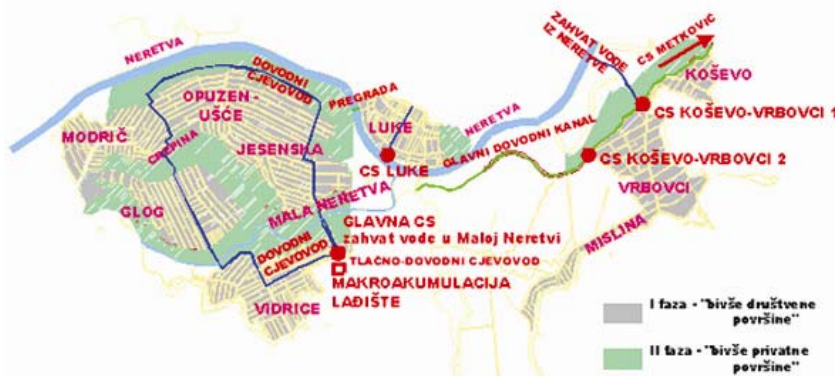 NERETVA
DOVODNI
CJEVOVOD
ZAHVAT VODE
IZ NERETVE
CS METKOVIĆ
KOŠEVO
OPUZEN-
UŠĆE
PREGRADA
MODRIČ
CREPINA
JESENSKA
LUKE
NERETVA
CS KOŠEVO-VRBOVCI 1
GLAVNI DOVODNI KANAL
CS LUKE
CS KOŠEVO-VRBOVCI 2
VRBOVCI
GLOG
MALA NERETVA
MISLINA
GLAVNA CS
zahvat vode u Maloj Neretvi
TLAČNO-DOVODNI CJEVOVOD
DOVODNI
CJEVOVOD
MAKROAKUMULACIJA
LAĐIŠTE
VIDRICE
I faza - "bivše društvene
površine"
II faza - "bivše privatne
površine"